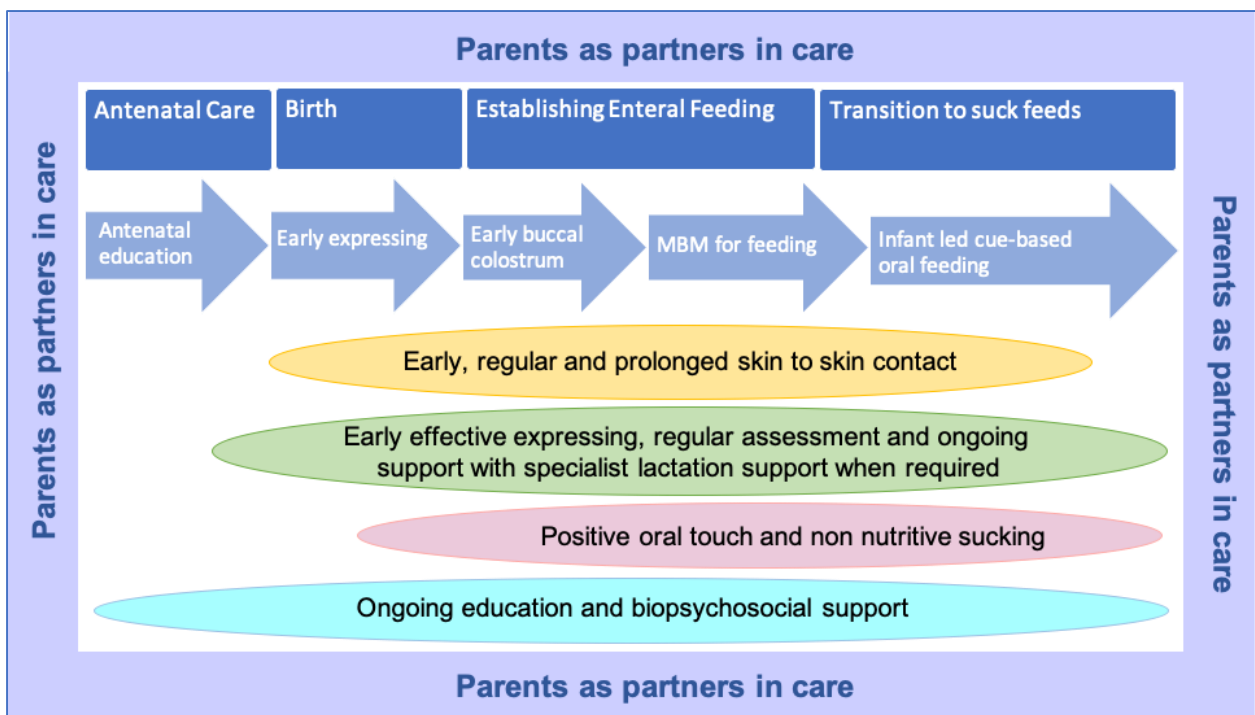 Parents as partners in care
Parents as partners in care
Antenatal Care
Birth
Establishing Enteral Feeding
Transition to suck feeds
Antenatal
education
Early expressing
Early buccal
colostrum
MBM for feeding
Infant led cue-based
oral feeding
Early, regular and prolonged skin to skin contact
Early effective expressing, regular assessment and ongoing
support with specialist lactation support when required
Positive oral touch and non nutritive sucking
Ongoing education and biopsychosocial support
Parents as partners in care
Parents as partners in care